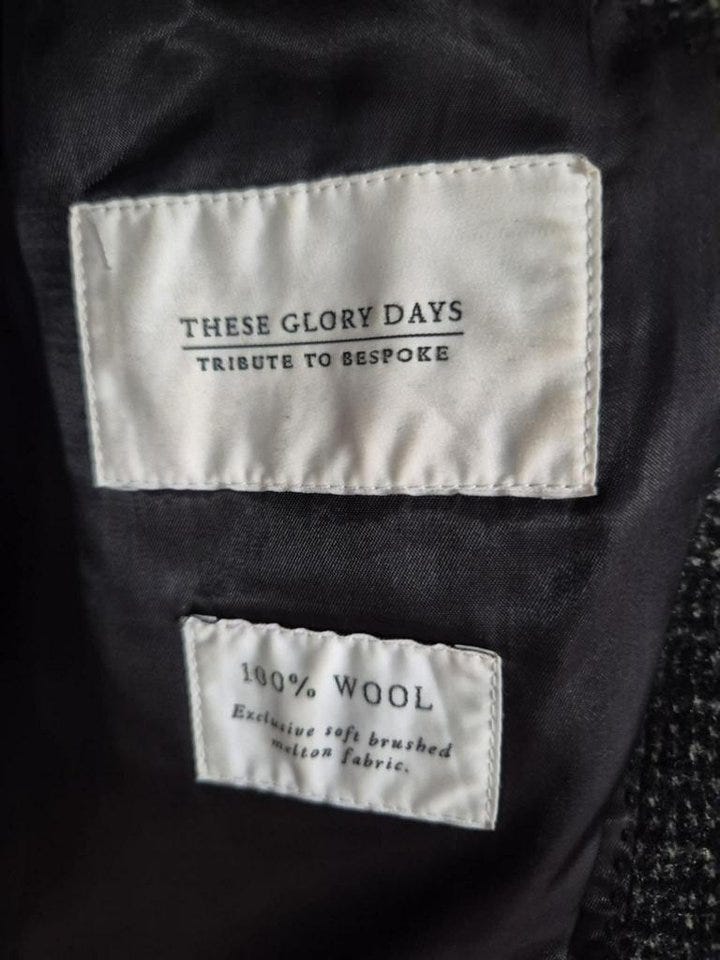 THESE GLORY DAYS
TRIBUTE TO BESPOKE
100% WOOL
Exclusive soft brushed
melton fabric.